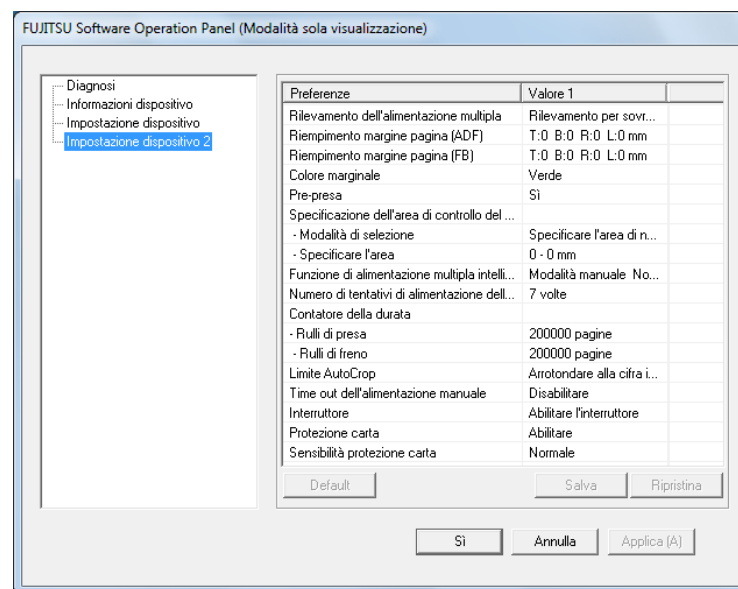 FUJITSU Software Operation Panel (Modalità sola visualizzazione)
Diagnosi
Informazioni dispositivo
Impostazione dispositivo
Impostazione dispositivo 2
Preferenze Valore 1
Rilevamento dell'alimentazione multipla Rilevamento per sovr...
Riempimento margine pagina (ADF) T:0 B:0 R:0 L:0 mm
Riempimento margine pagina (FB) T:0 B:0 R:0 L:0 mm
Colore marginale Verde
Pre-presa Sì
Specificazione dell'area di controllo del ...
- Modalità di selezione Specificare l'area di n...
- Specificare l'area 0 - 0 mm
Funzione di alimentazione multipla intelli... Modalità manuale No...
Numero di tentativi di alimentazione dell... 7 volte
Contatore della durata
- Rulli di presa 200000 pagine
- Rulli di freno 200000 pagine
Limite AutoCrop Arrotondare alla cifra i...
Time out dell'alimentazione manuale Disabilitare
Interruttore Abilitare l'interruttore
Protezione carta Abilitare
Sensibilità protezione carta Normale
Default Salva Ripristina
Sì Annulla Applica (A)